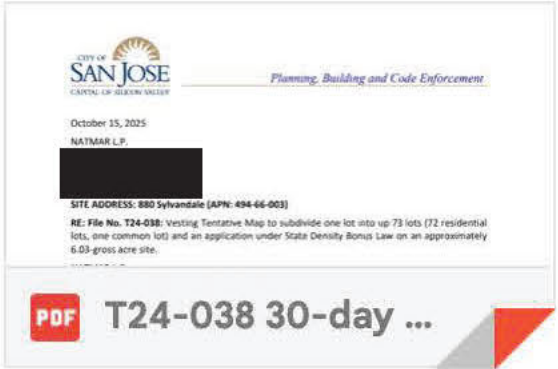 CITY OF
SAN JOSE
CAPITAL OF SILICON VALLEY
Planning, Building and Code Enforcement
October 15, 2025
NATMAR L.P.
SITE ADDRESS: 880 Sylvandale (APN: 494-66-003)
RE: File No. T24-038: Vesting Tentative Map to subdivide one lot into up 73 lots (72 residential
lots, one common lot) and an application under State Density Bonus Law on an approximately
6.03-gross acre site.
PDF T24-038 30-day ...